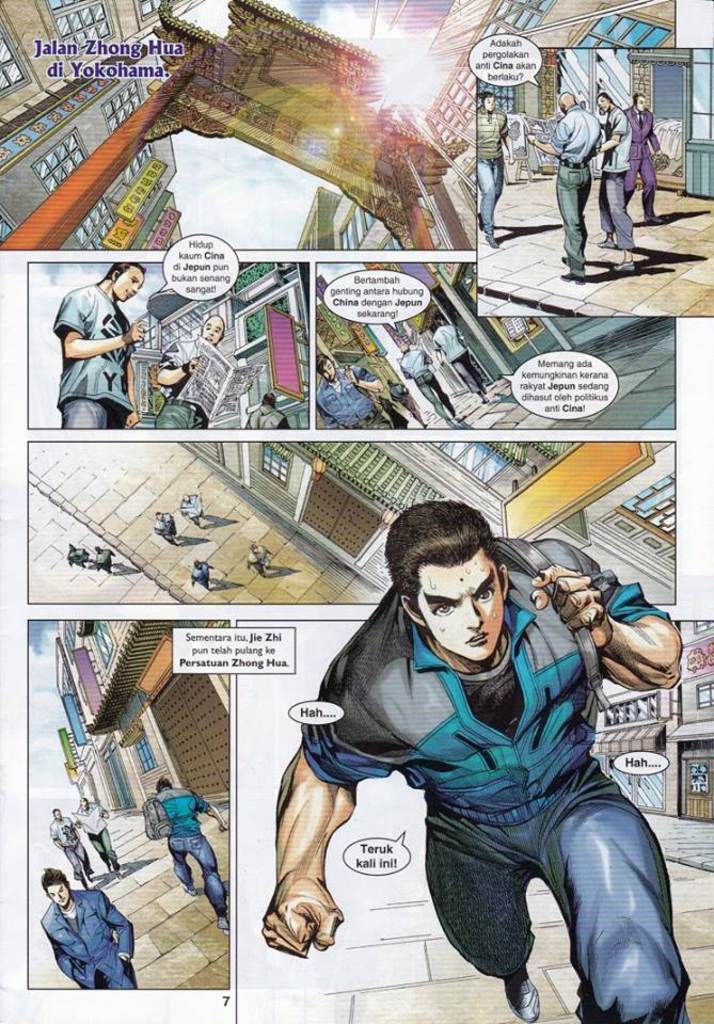 Jalan Zhong Hua
di Yokohama.
Adakah
pergolakan
anti Cina akan
berlaku?
Hidup
kaum Cina
di Jepun pun
bukan senang
sangat!
Bertambah
genting antara hubung
China dengan Jepun
sekarang!
Memang ada
kemungkinan kerana
rakyat Jepun sedang
dihasut oleh politikus
anti Cina!
Sementara itu, Jie Zhi
pun telah pulang ke
Persatuan Zhong Hua.
Hah....
Hah....
Teruk
kali ini!
7